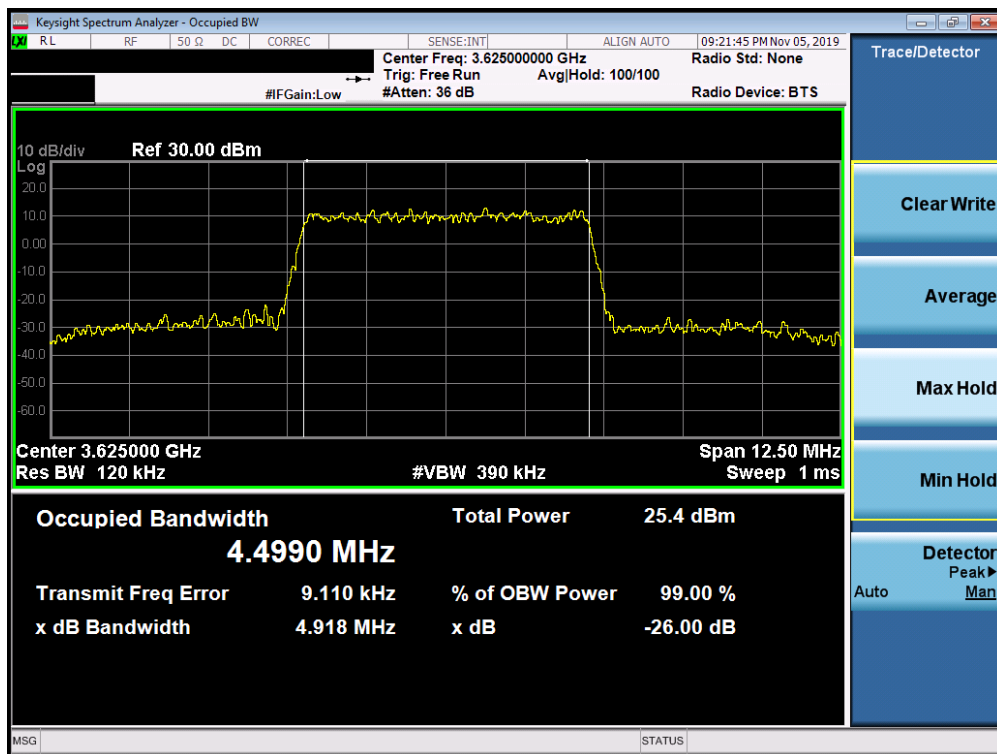 Keysight Spectrum Analyzer - Occupied BW
LXI RL RF 50 Ω DC CORREC SENSE:INT ALIGN AUTO 09:21:45 PM Nov 05, 2019
Center Freq: 3.625000000 GHz Radio Std: None
Trig: Free Run Avg|Hold: 100/100
#IFGain:Low #Atten: 36 dB Radio Device: BTS
10 dB/div Ref 30.00 dBm
Log
20.0
10.0
0.00
-10.0
-20.0
-30.0
-40.0
-50.0
-60.0
Center 3.625000 GHz Span 12.50 MHz
Res BW 120 kHz #VBW 390 kHz Sweep 1 ms
Occupied Bandwidth Total Power 25.4 dBm
4.4990 MHz
Transmit Freq Error 9.110 kHz % of OBW Power 99.00 %
x dB Bandwidth 4.918 MHz x dB -26.00 dB
MSG STATUS
Trace/Detector
Clear Write
Average
Max Hold
Min Hold
Detector
Peak▶
Auto Man